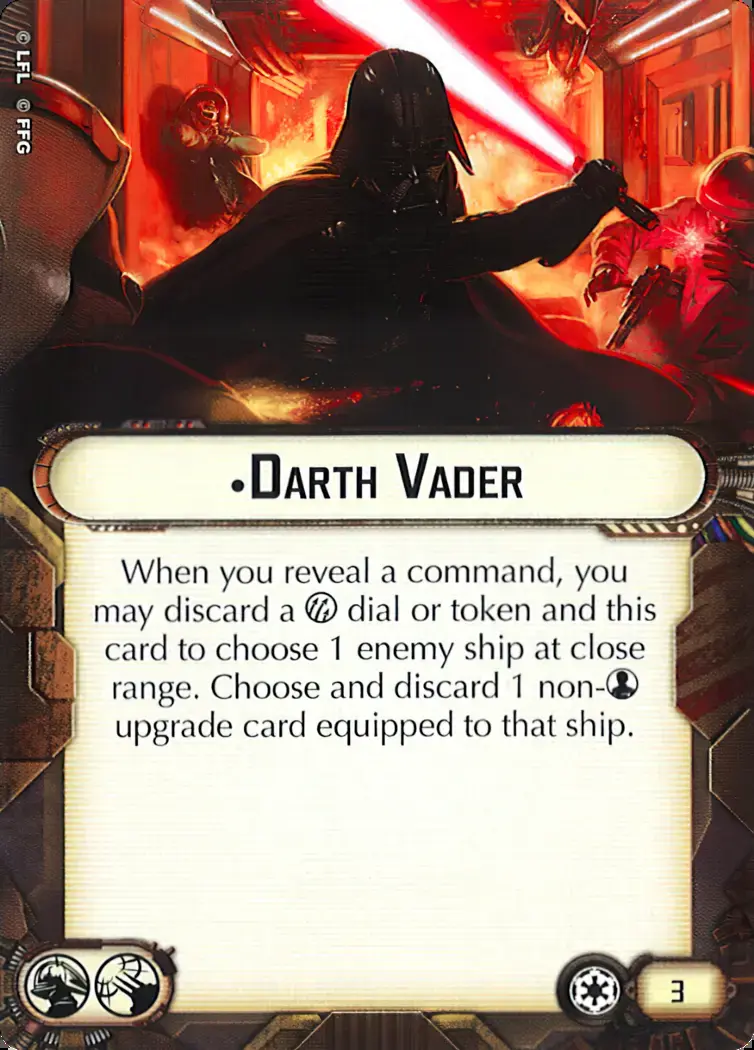 © LFL © FFG
•DARTH VADER
When you reveal a command, you
may discard a dial or token and this
card to choose 1 enemy ship at close
range. Choose and discard 1 non-
upgrade card equipped to that ship.
3